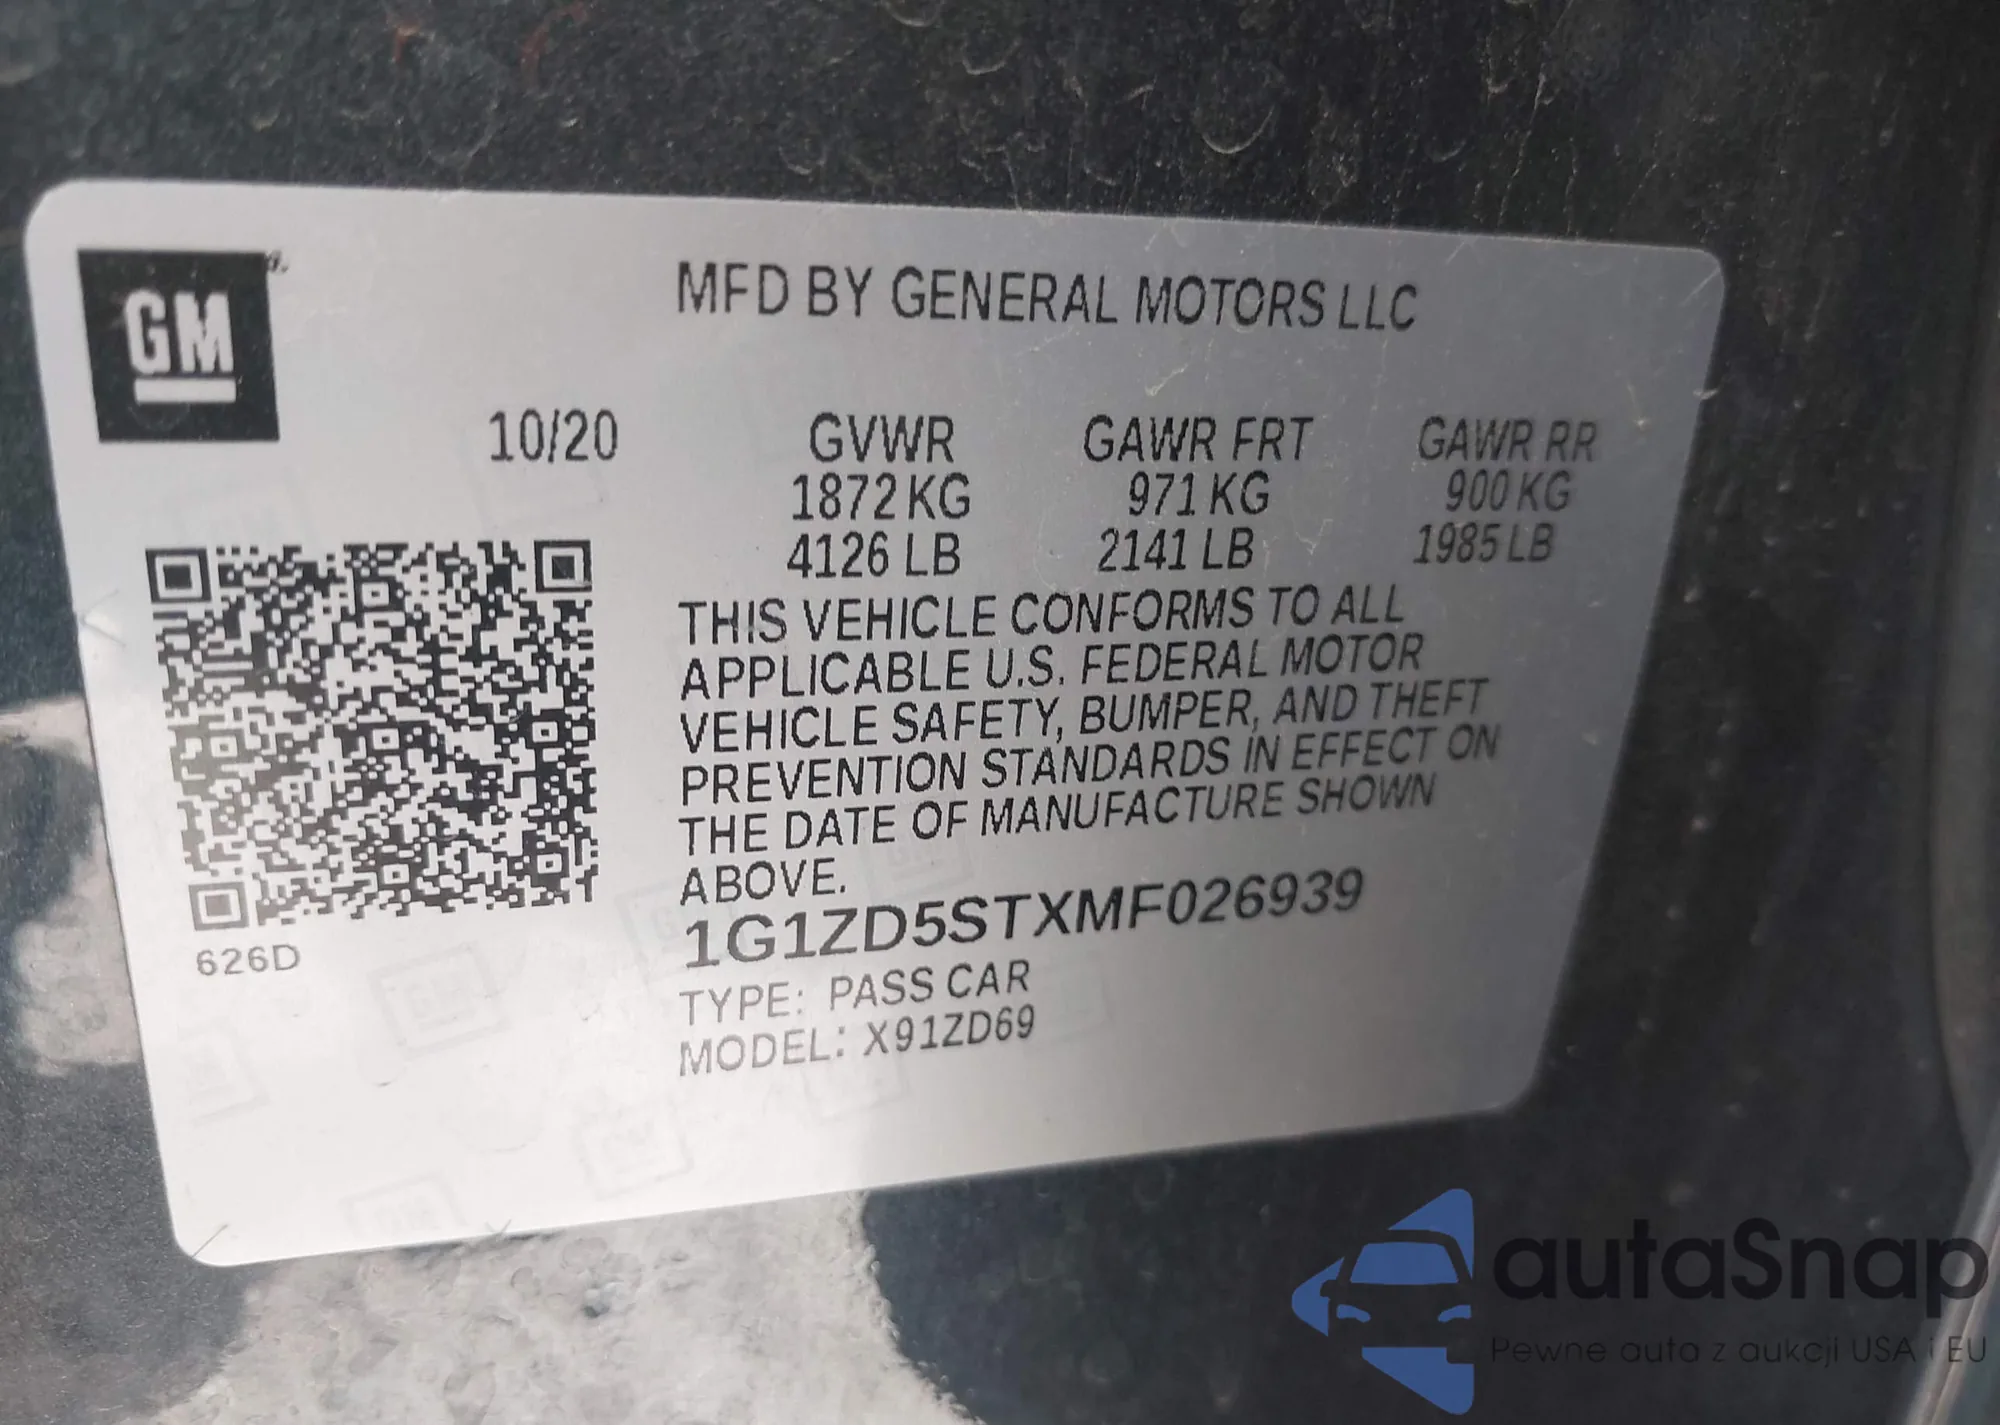 GM
MFD BY GENERAL MOTORS LLC
10/20 GVWR GAWR FRT GAWR RR
1872 KG 971 KG 900 KG
4126 LB 2141 LB 1985 LB
THIS VEHICLE CONFORMS TO ALL
APPLICABLE U.S. FEDERAL MOTOR
VEHICLE SAFETY, BUMPER, AND THEFT
PREVENTION STANDARDS IN EFFECT ON
THE DATE OF MANUFACTURE SHOWN
ABOVE.
1G1ZD5STXMF026939
626D
TYPE: PASS CAR
MODEL: X91ZD69
autaSnap
Pewne auta z aukcji USA i EU